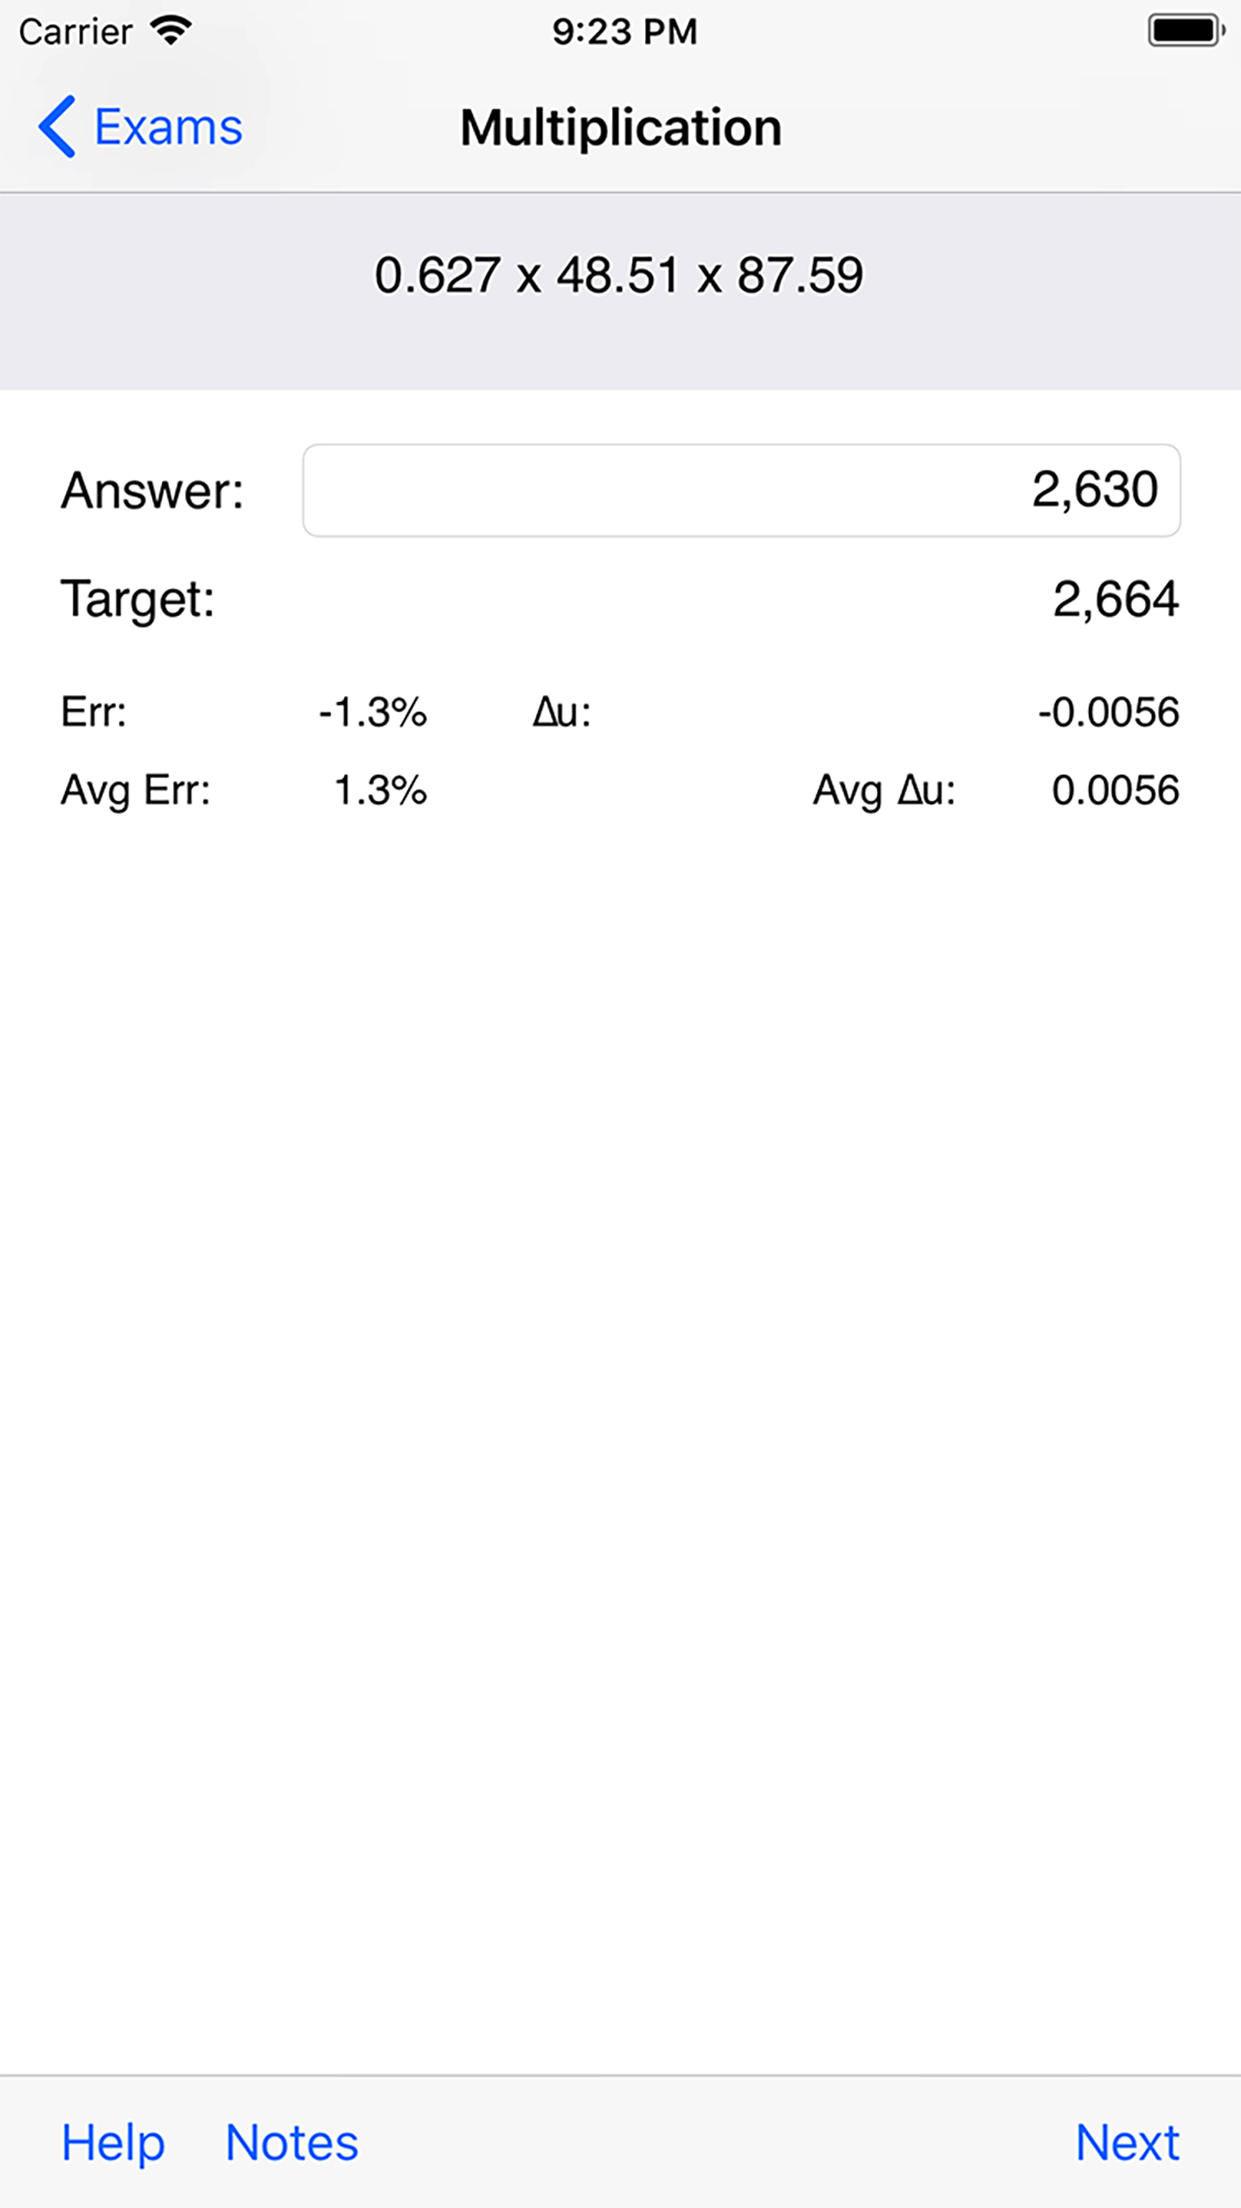 Carrier 9:23 PM
Exams Multiplication
0.627 x 48.51 x 87.59
Answer: 2,630
Target: 2,664
Err: -1.3% Δu: -0.0056
Avg Err: 1.3% Avg Δu: 0.0056
Help Notes Next